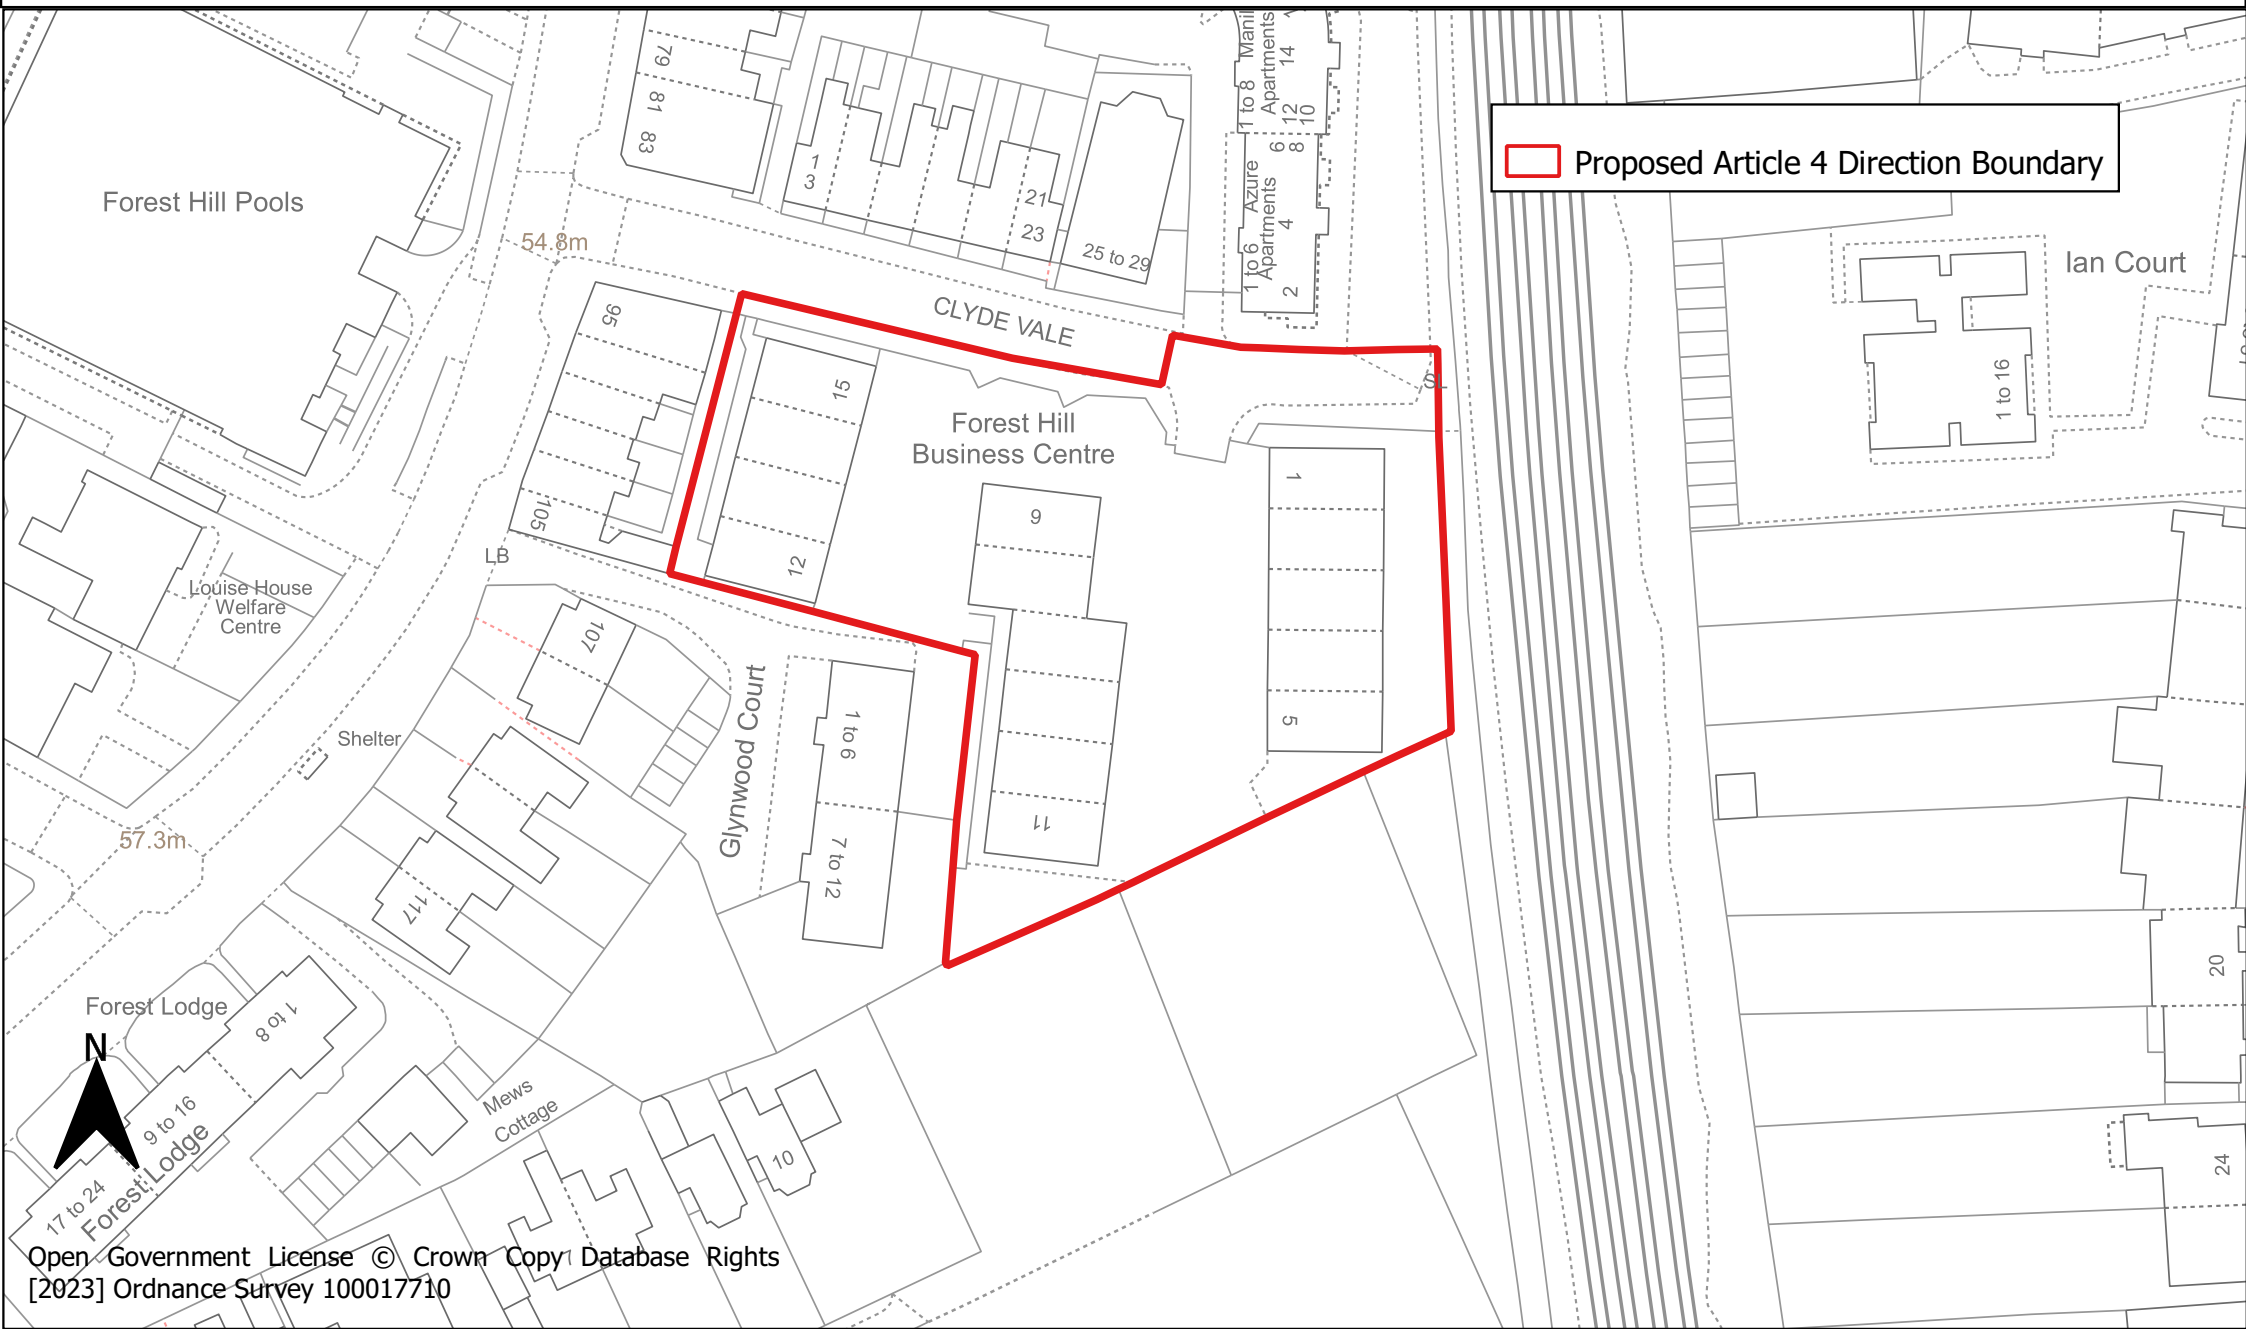 79
81
83
1
3
21
23
25 to 29
1 to 8 Manil
Apartments
14
12
10
8
6
1 to 6 Azure
Apartments
4
2
Proposed Article 4 Direction Boundary
Forest Hill Pools
54.8m
Ian Court
1 to 16
CLYDE VALE
95
105
15
12
SL
Forest Hill
Business Centre
9
11
1
5
LB
Louise House
Welfare
Centre
107
Shelter
Glynwood Court
1 to 6
7 to 12
57.3m
117
20
24
Forest Lodge
1 to 8
N
9 to 16
17 to 24
Forest Lodge
Mews
Cottage
10
7
Open Government License © Crown Copy Database Rights
[2023] Ordnance Survey 100017710